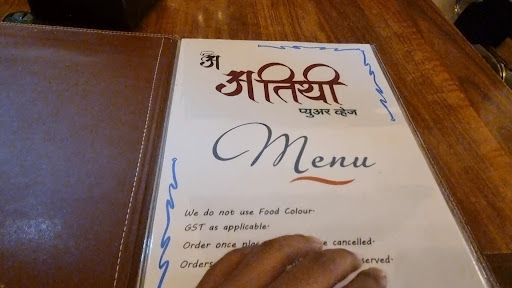 अ
अतिथी
प्युअर व्हेज
Menu
We do not use Food Colour.
GST as applicable.
Order once cancelled.
Orders served.